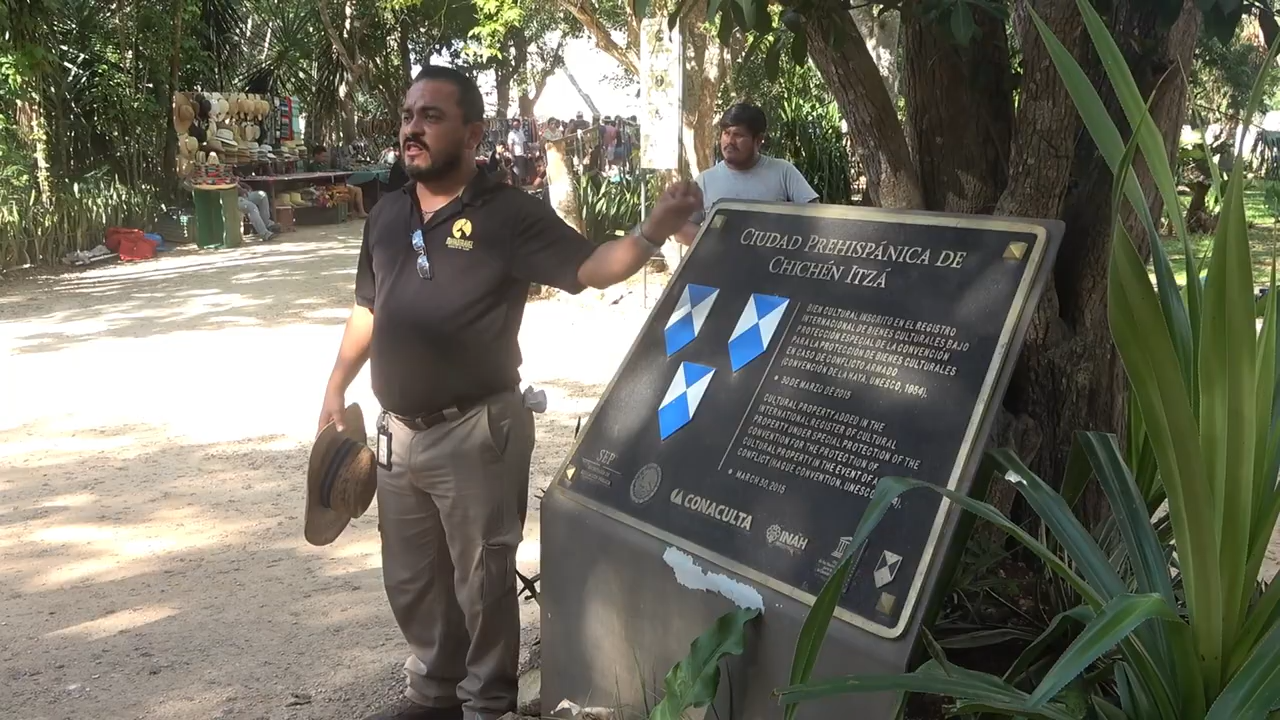 CIUDAD PREHISPÁNICA DE
CHICHÉN ITZÁ
BIEN CULTURAL INSCRITO EN EL REGISTRO
INTERNACIONAL DE BIENES CULTURALES BAJO
PROTECCIÓN ESPECIAL DE LA CONVENCIÓN
PARA LA PROTECCIÓN DE BIENES CULTURALES
EN CASO DE CONFLICTO ARMADO
(CONVENCIÓN DE LA HAYA, UNESCO, 1954).
• 30 DE MARZO DE 2015
CULTURAL PROPERTY ADDED IN THE
INTERNATIONAL REGISTER OF CULTURAL
PROPERTY UNDER SPECIAL PROTECTION OF THE
CONVENTION FOR THE PROTECTION OF
CULTURAL PROPERTY IN THE EVENT OF
CONFLICT (HAGUE CONVENTION, UNESCO
• MARCH 30, 2015
SEP
CONACULTA
INAH